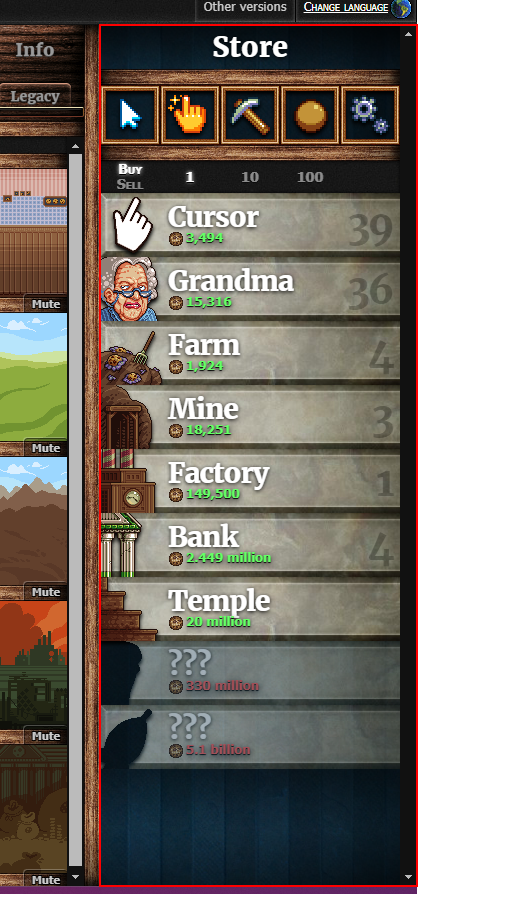 Other versions
Change language
Info
Store
Legacy
Buy
Sell
1
10
100
Cursor
3,494
39
Grandma
15,316
36
Mute
Farm
1,924
4
Mine
18,251
3
Mute
Factory
149,500
1
Bank
2.449 million
4
Mute
Temple
20 million
???
330 million
???
5.1 billion
Mute
Mute